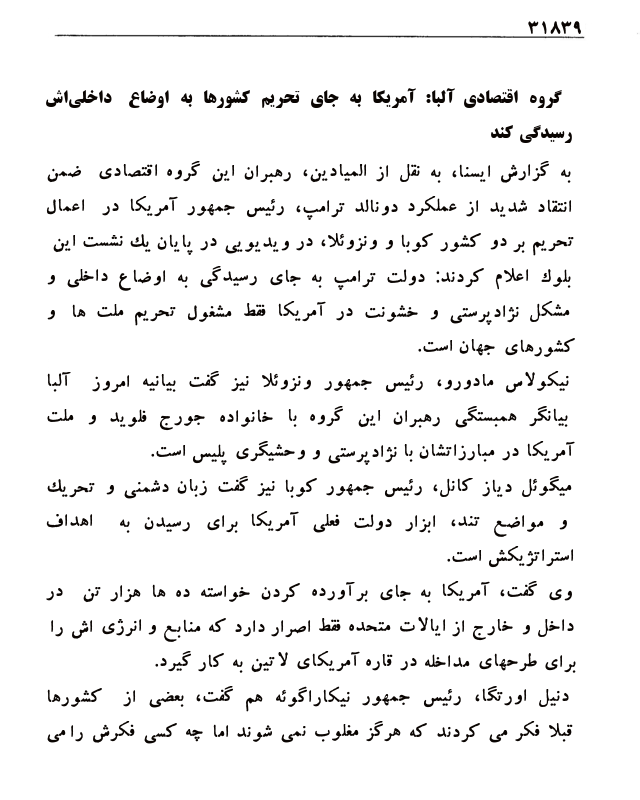 ۳۱۸۳۹
گروه اقتصادی آلبا: آمریکا به جای تحریم کشورها به اوضاع داخلی‌اش
رسیدگی کند
به گزارش ایسنا، به نقل از المیادین، رهبران این گروه اقتصادی ضمن
انتقاد شدید از عملکرد دونالد ترامپ، رئیس جمهور آمریکا در اعمال
تحریم بر دو کشور کوبا و ونزوئلا، در ویدیویی در پایان یك نشست این
بلوك اعلام کردند: دولت ترامپ به جای رسیدگی به اوضاع داخلی و
مشکل نژادپرستی و خشونت در آمریکا فقط مشغول تحریم ملت ها و
کشورهای جهان است.
نیکولاس مادورو، رئیس جمهور ونزوئلا نیز گفت بیانیه امروز آلبا
بیانگر همبستگی رهبران این گروه با خانواده جورج فلوید و ملت
آمریکا در مبارزاتشان با نژادپرستی و وحشیگری پلیس است.
میگوئل دیاز کانل، رئیس جمهور کوبا نیز گفت زبان دشمنی و تحریك
و مواضع تند، ابزار دولت فعلی آمریکا برای رسیدن به اهداف
استراتژیکش است.
وی گفت، آمریکا به جای برآورده کردن خواسته ده ها هزار تن در
داخل و خارج از ایالات متحده فقط اصرار دارد که منابع و انرژی اش را
برای طرحهای مداخله در قاره آمریکای لاتین به کار گیرد.
دنیل اورتگا، رئیس جمهور نیکاراگوئه هم گفت، بعضی از کشورها
قبلا فکر می کردند که هرگز مغلوب نمی شوند اما چه کسی فکرش را می